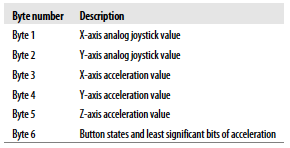 Byte number Description
Byte 1 X-axis analog joystick value
Byte 2 Y-axis analog joystick value
Byte 3 X-axis acceleration value
Byte 4 Y-axis acceleration value
Byte 5 Z-axis acceleration value
Byte 6 Button states and least significant bits of acceleration